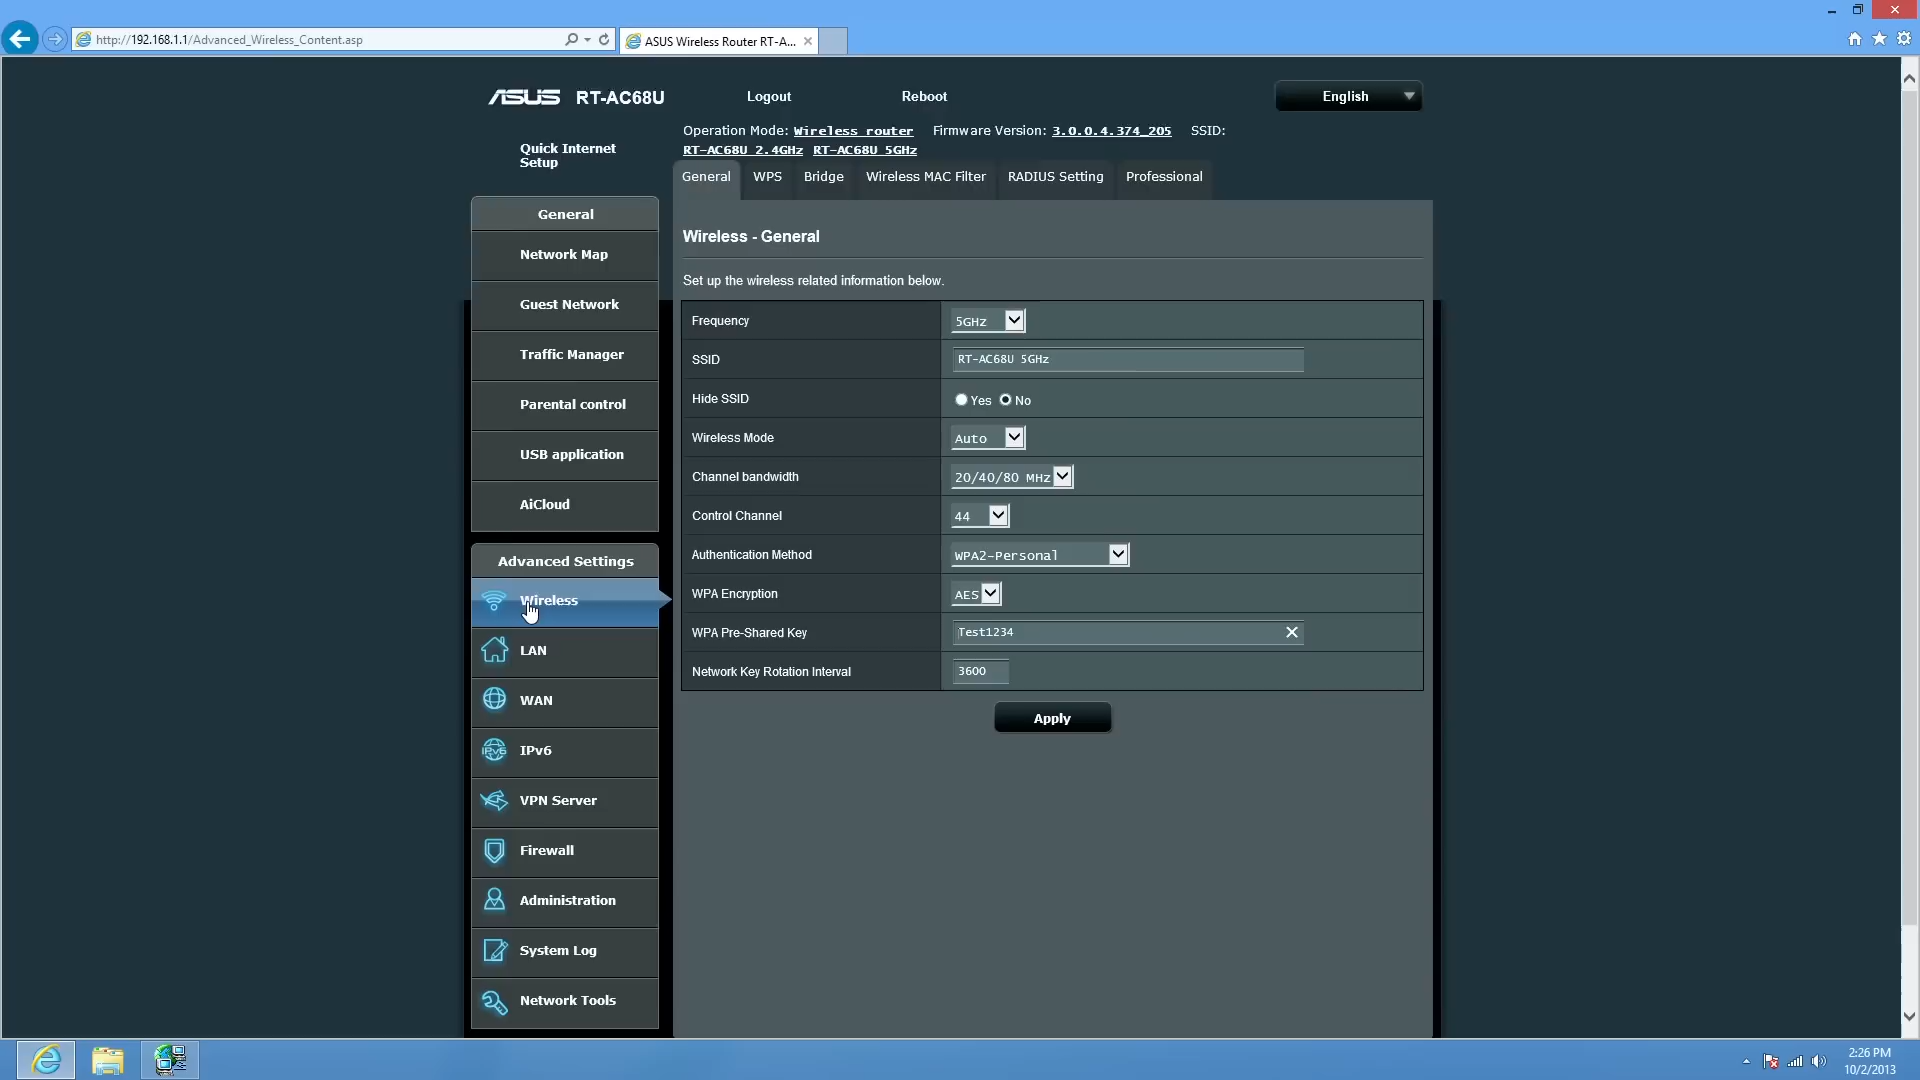 http://192.168.1.1/Advanced_Wireless_Content.asp
ASUS Wireless Router RT-A...
ASUS RT-AC68U
Logout
Reboot
English
Operation Mode: Wireless router Firmware Version: 3.0.0.4.374_205 SSID:
RT-AC68U 2.4GHz RT-AC68U 5GHz
Quick Internet
Setup
General
Network Map
Guest Network
Traffic Manager
Parental control
USB application
AiCloud
Advanced Settings
Wireless
LAN
WAN
IPv6
IPv6
VPN Server
Firewall
Administration
System Log
Network Tools
General WPS Bridge Wireless MAC Filter RADIUS Setting Professional
Wireless - General
Set up the wireless related information below.
Frequency 5GHz
SSID RT-AC68U 5GHz
Hide SSID Yes No
Wireless Mode Auto
Channel bandwidth 20/40/80 MHz
Control Channel 44
Authentication Method WPA2-Personal
WPA Encryption AES
WPA Pre-Shared Key Test1234
Network Key Rotation Interval 3600
Apply
2:26 PM
10/2/2013